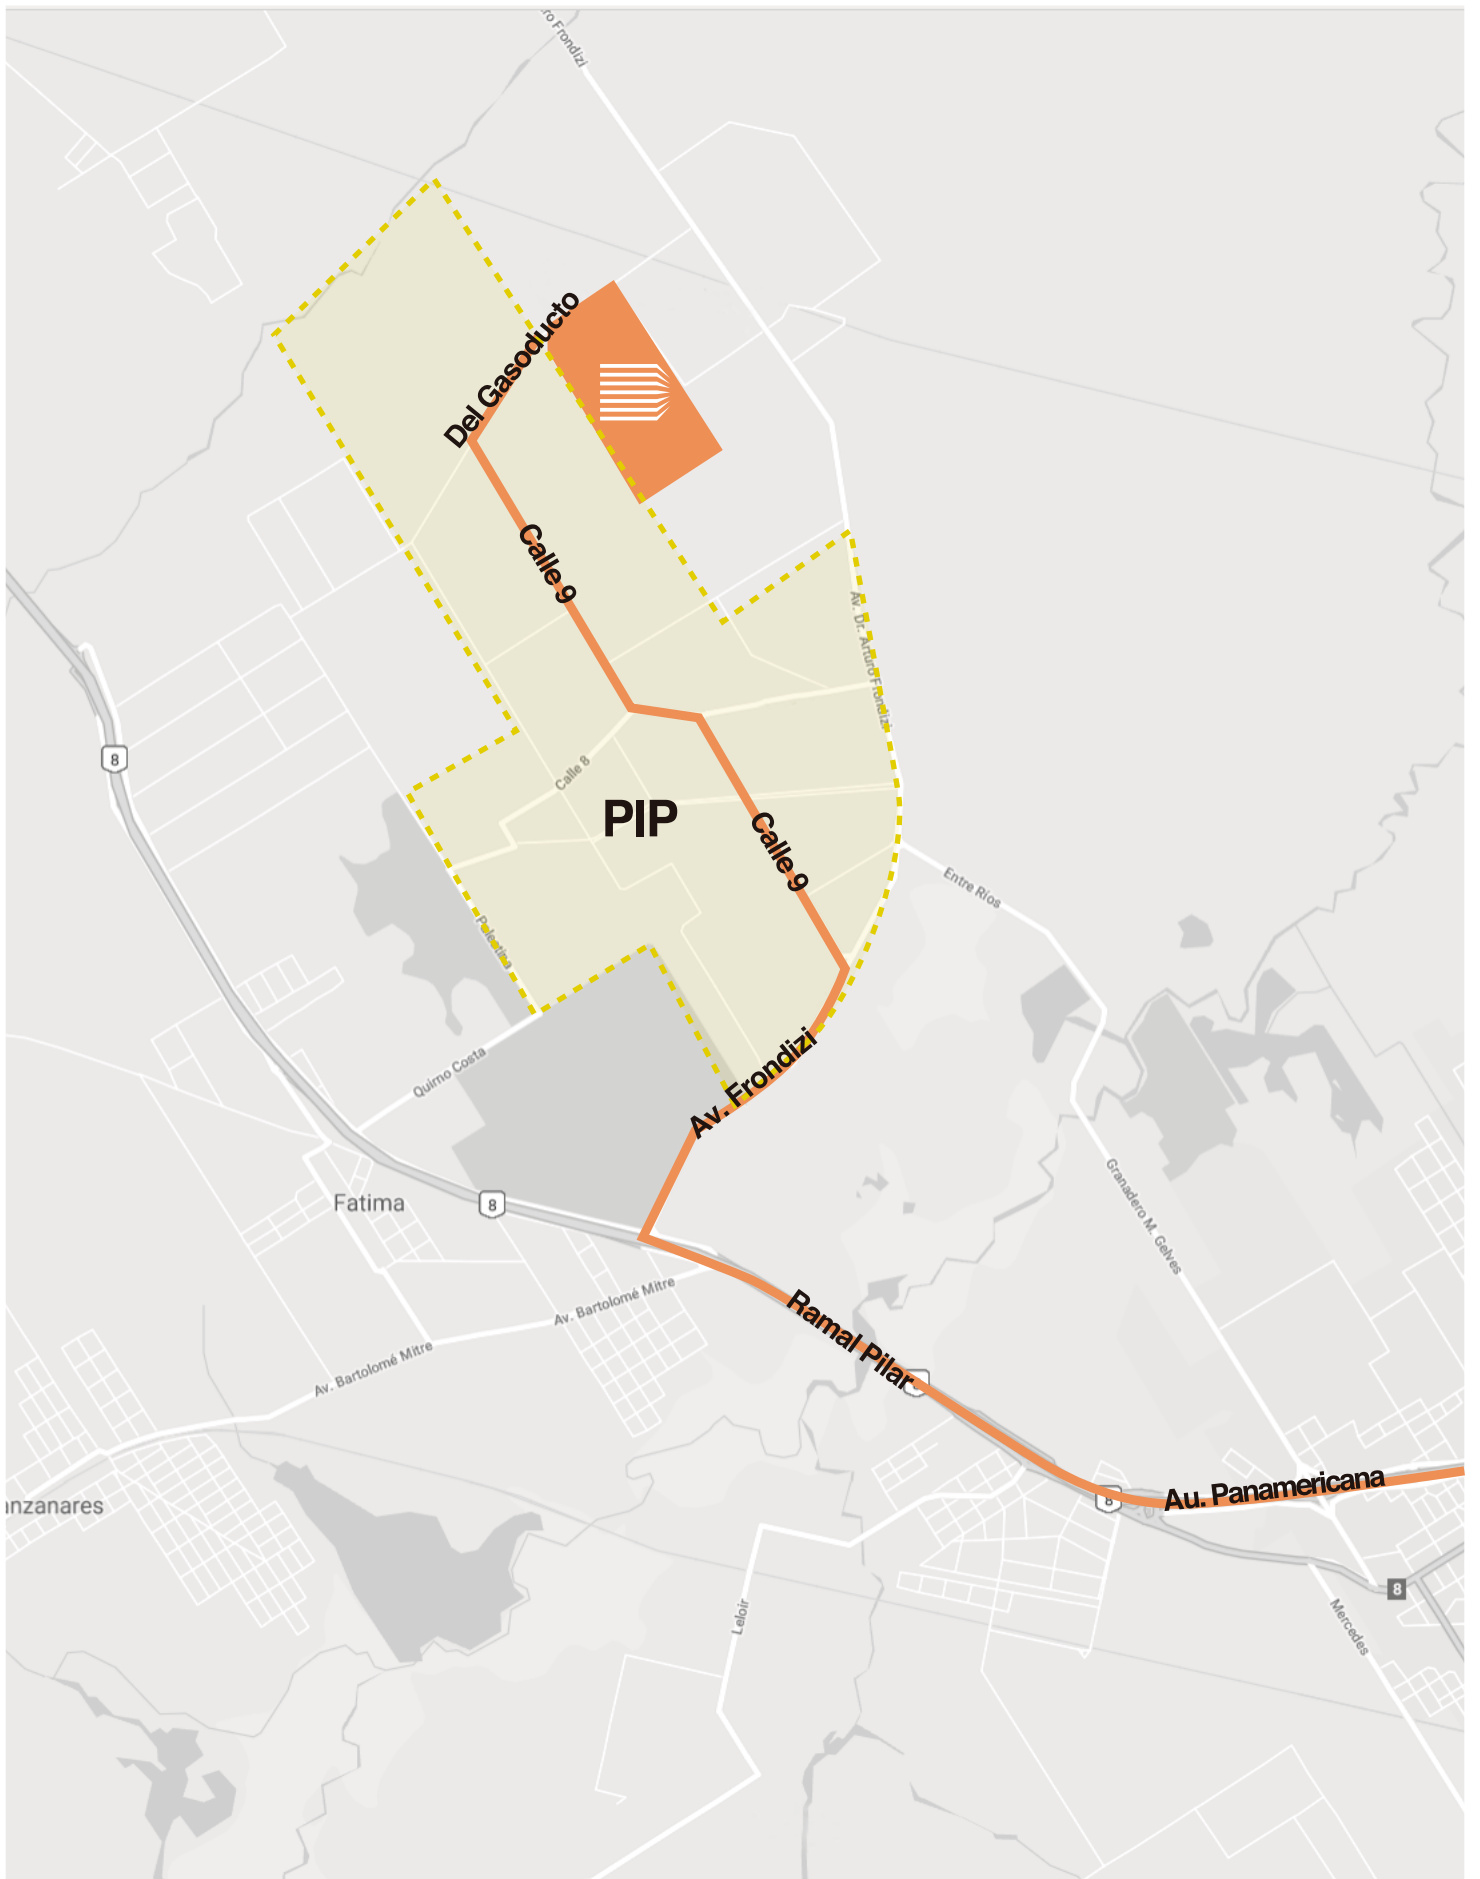 ro Frondizi
Del Gasoducto
Calle 9
Av. Dr. Arturo Frondizi
8
Calle 8
PIP
Calle 9
Entre Ríos
Palestina
Av. Frondizi
Quirno Costa
Granadero M. Gelves
Fatima
8
Av. Bartolomé Mitre
Ramal Pilar
Av. Bartolomé Mitre
Au. Panamericana
8
anzanares
8
Leloir
Mercedes